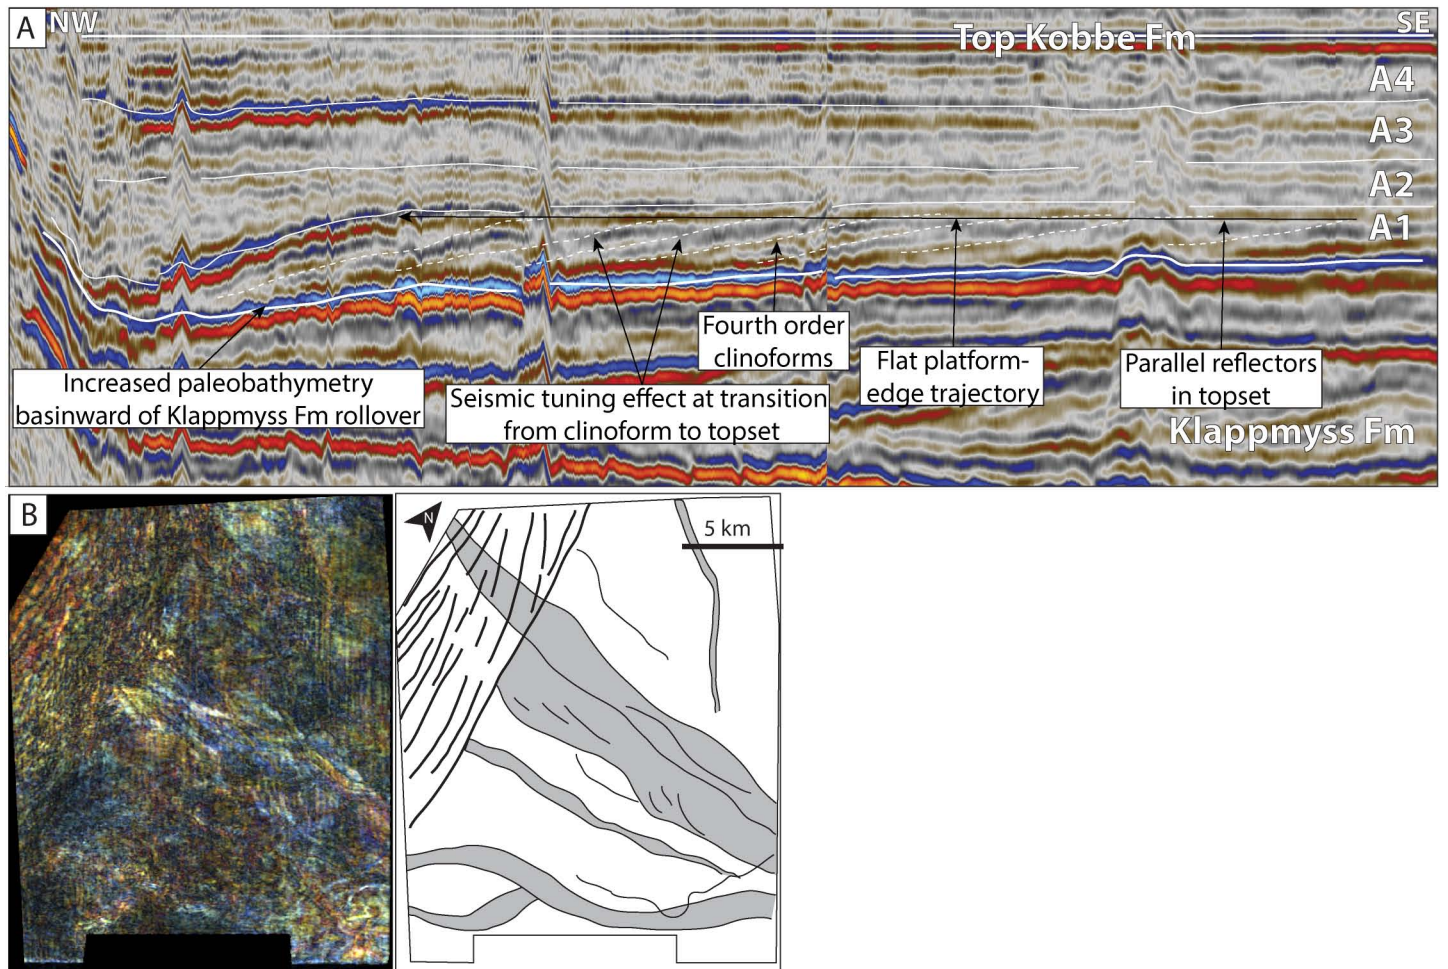 A
NW
SE
Top Kobbe Fm
A4
A3
A2
A1
Increased paleobathymetry
basinward of Klappmyss Fm rollover
Seismic tuning effect at transition
from clinoform to topset
Fourth order
clinoforms
Flat platform-
edge trajectory
Parallel reflectors
in topset
Klappmyss Fm
B
N
5 km